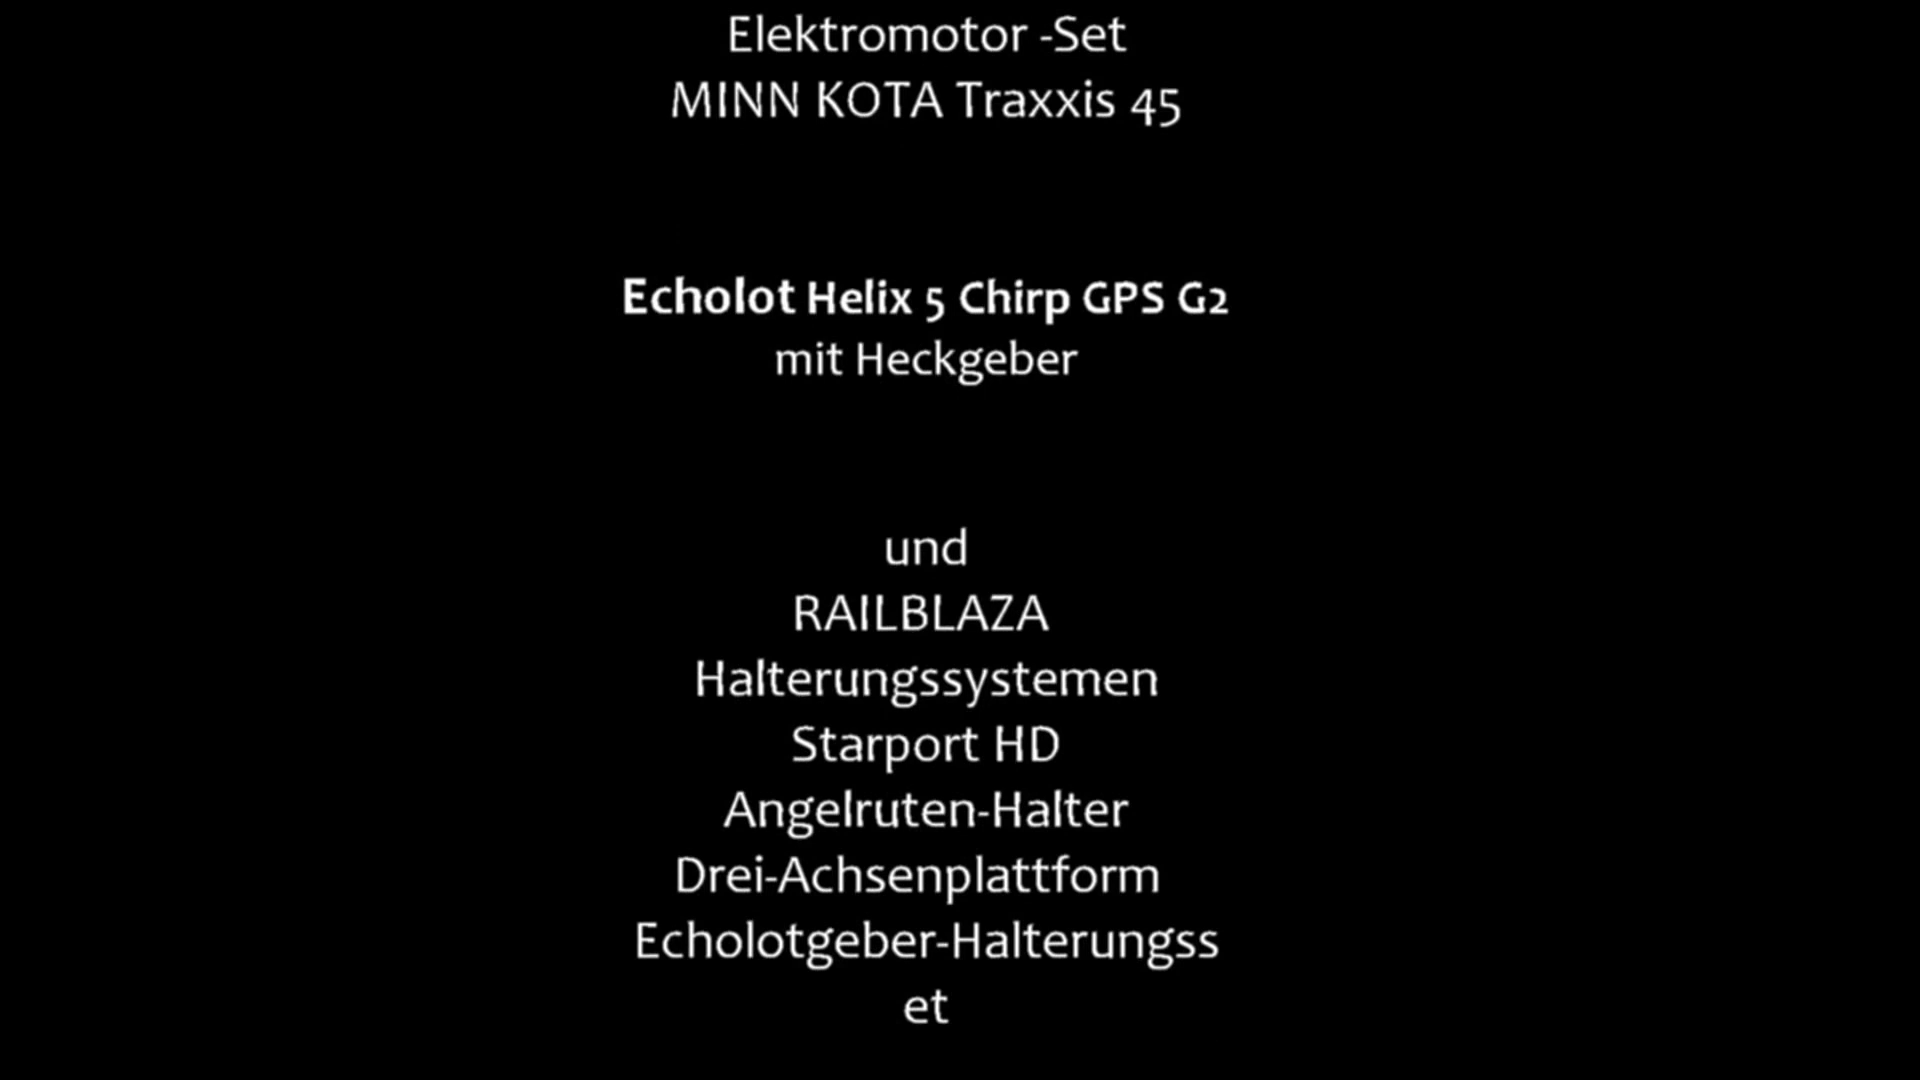 Elektromotor -Set
MINN KOTA Traxxis 45
Echolot Helix 5 Chirp GPS G2
mit Heckgeber
und
RAILBLAZA
Halterungssystemen
Starport HD
Angelruten-Halter
Drei-Achsenplattform
Echolotgeber-Halterungss
et